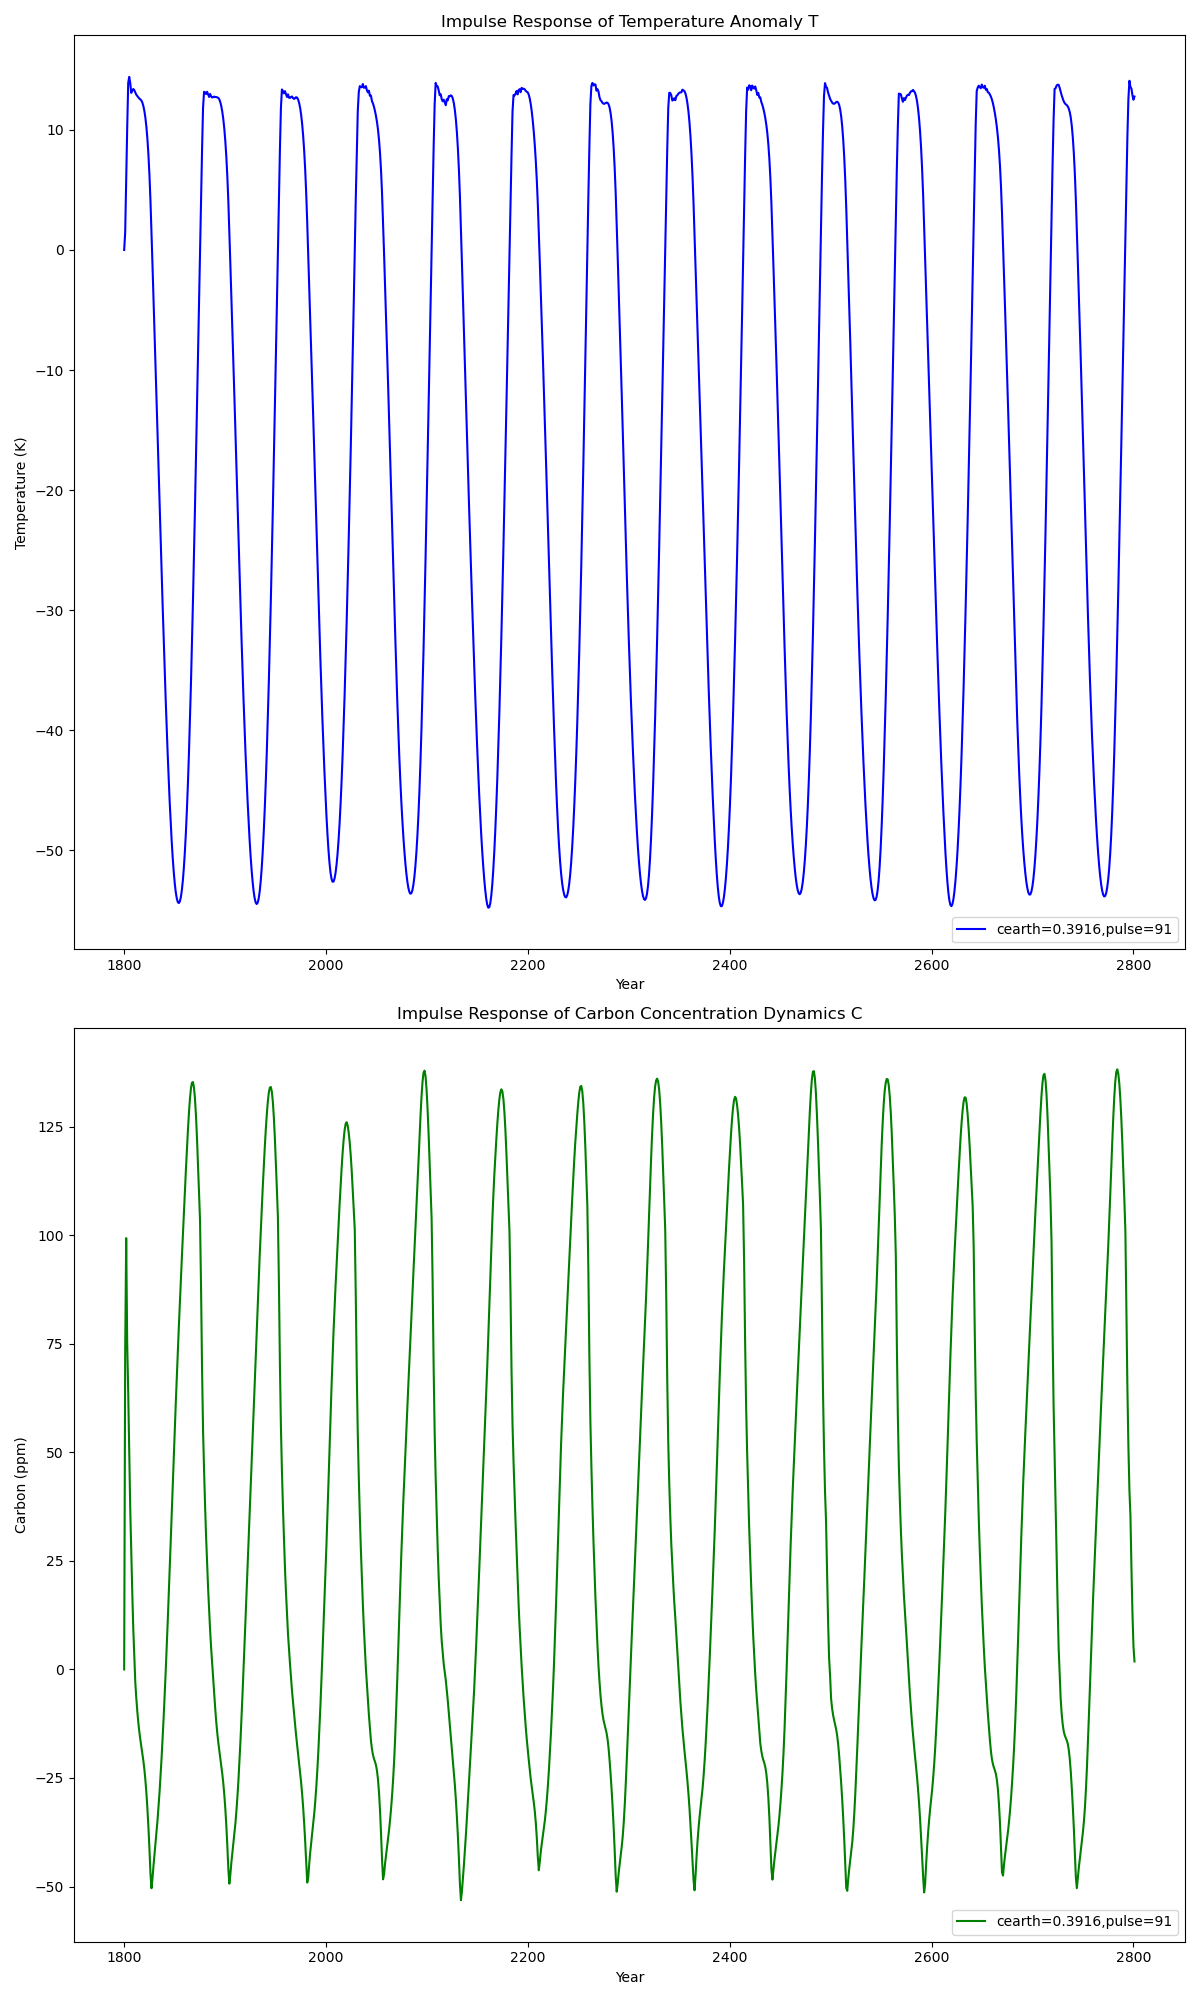 Impulse Response of Temperature Anomaly T
Temperature (K)
10
0
−10
−20
−30
−40
−50
cearth=0.3916,pulse=91
1800 2000 2200 2400 2600 2800
Year
Impulse Response of Carbon Concentration Dynamics C
Carbon (ppm)
125
100
75
50
25
0
−25
−50
cearth=0.3916,pulse=91
1800 2000 2200 2400 2600 2800
Year